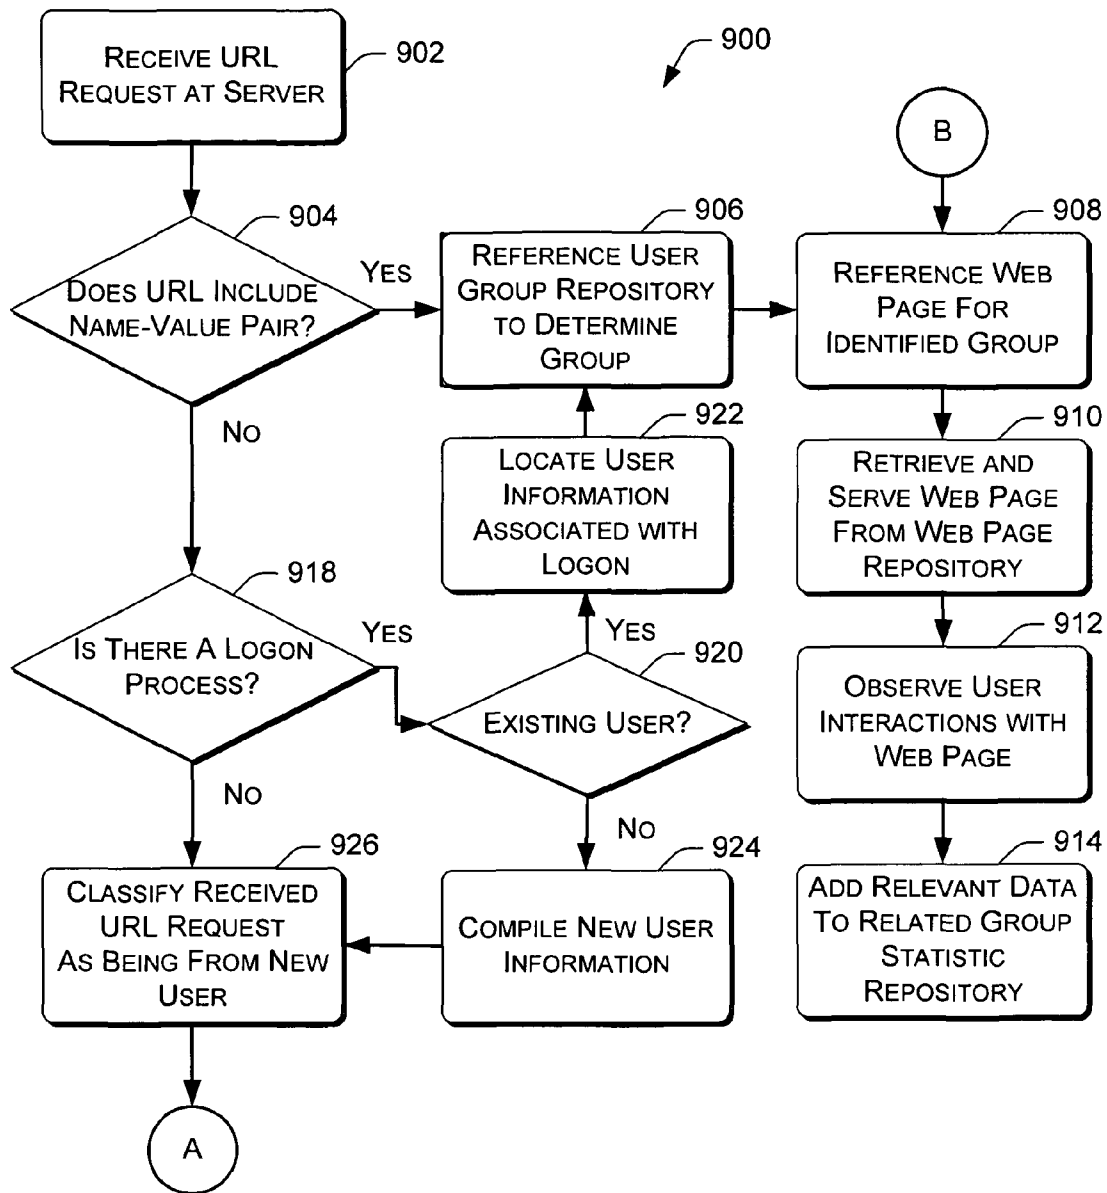 RECEIVE URL
REQUEST AT SERVER
902
900
B
904
DOES URL INCLUDE
NAME-VALUE PAIR?
YES
NO
906
REFERENCE USER
GROUP REPOSITORY
TO DETERMINE
GROUP
908
REFERENCE WEB
PAGE FOR
IDENTIFIED GROUP
922
LOCATE USER
INFORMATION
ASSOCIATED WITH
LOGON
910
RETRIEVE AND
SERVE WEB PAGE
FROM WEB PAGE
REPOSITORY
918
IS THERE A LOGON
PROCESS?
YES
NO
YES
920
EXISTING USER?
NO
912
OBSERVE USER
INTERACTIONS WITH
WEB PAGE
926
CLASSIFY RECEIVED
URL REQUEST
AS BEING FROM NEW
USER
924
COMPILE NEW USER
INFORMATION
914
ADD RELEVANT DATA
TO RELATED GROUP
STATISTIC
REPOSITORY
A